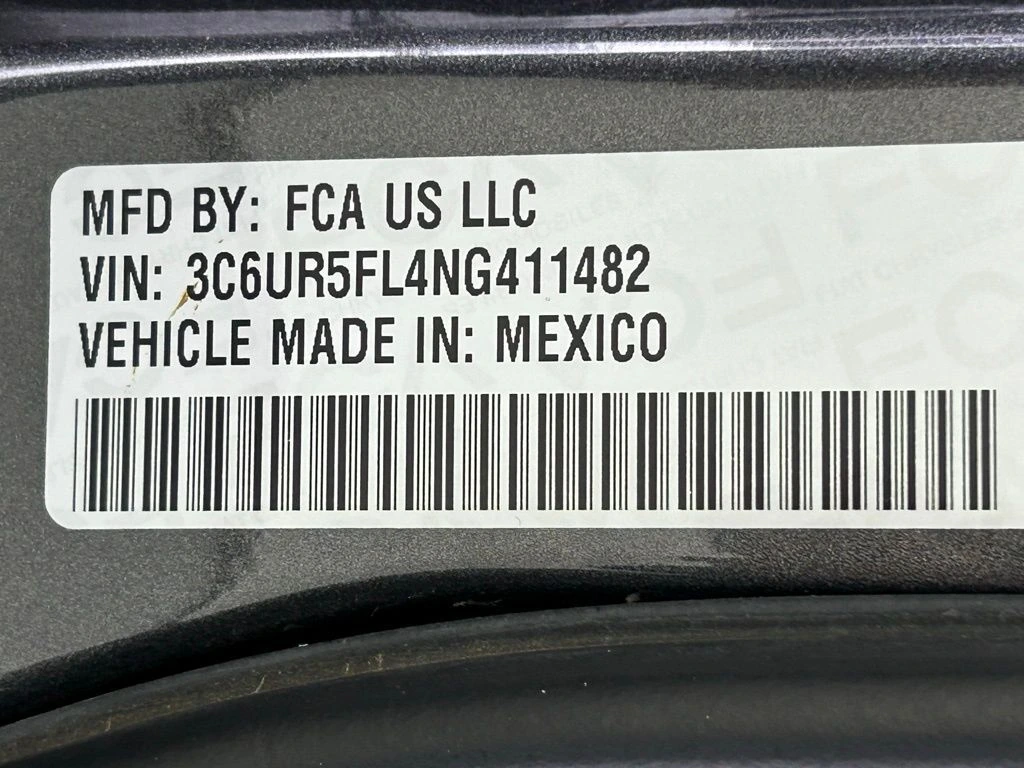 MFD BY: FCA US LLC
VIN: 3C6UR5FL4NG411482
VEHICLE MADE IN: MEXICO